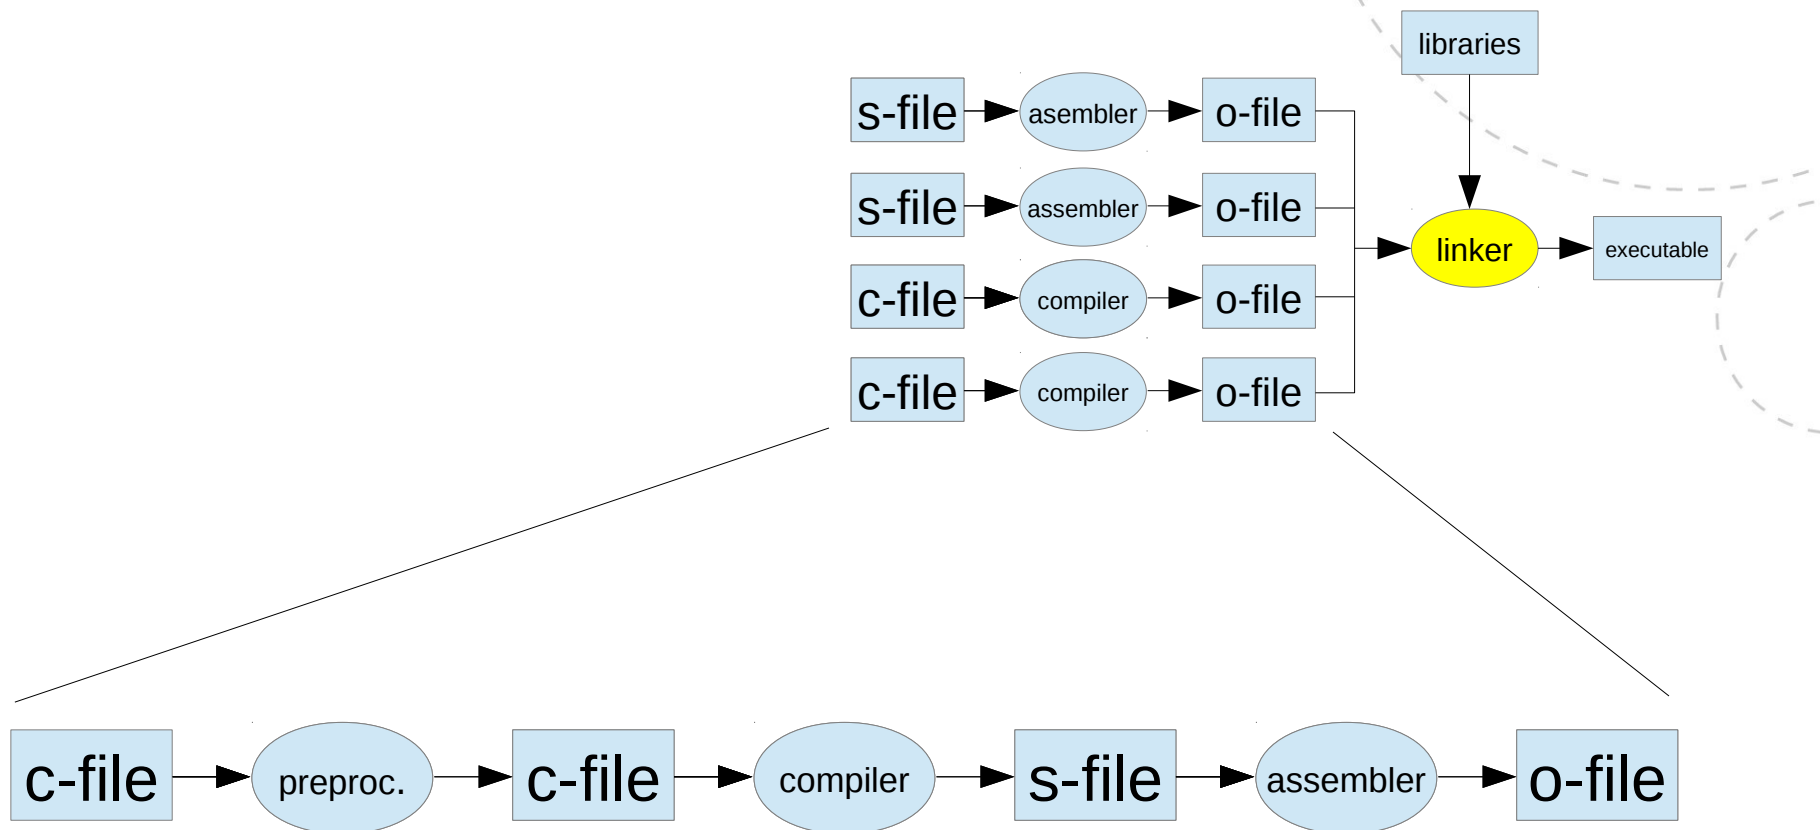 libraries
s-file
asembler
o-file
s-file
assembler
o-file
linker
executable
c-file
compiler
o-file
c-file
compiler
o-file
c-file
preproc.
c-file
compiler
s-file
assembler
o-file